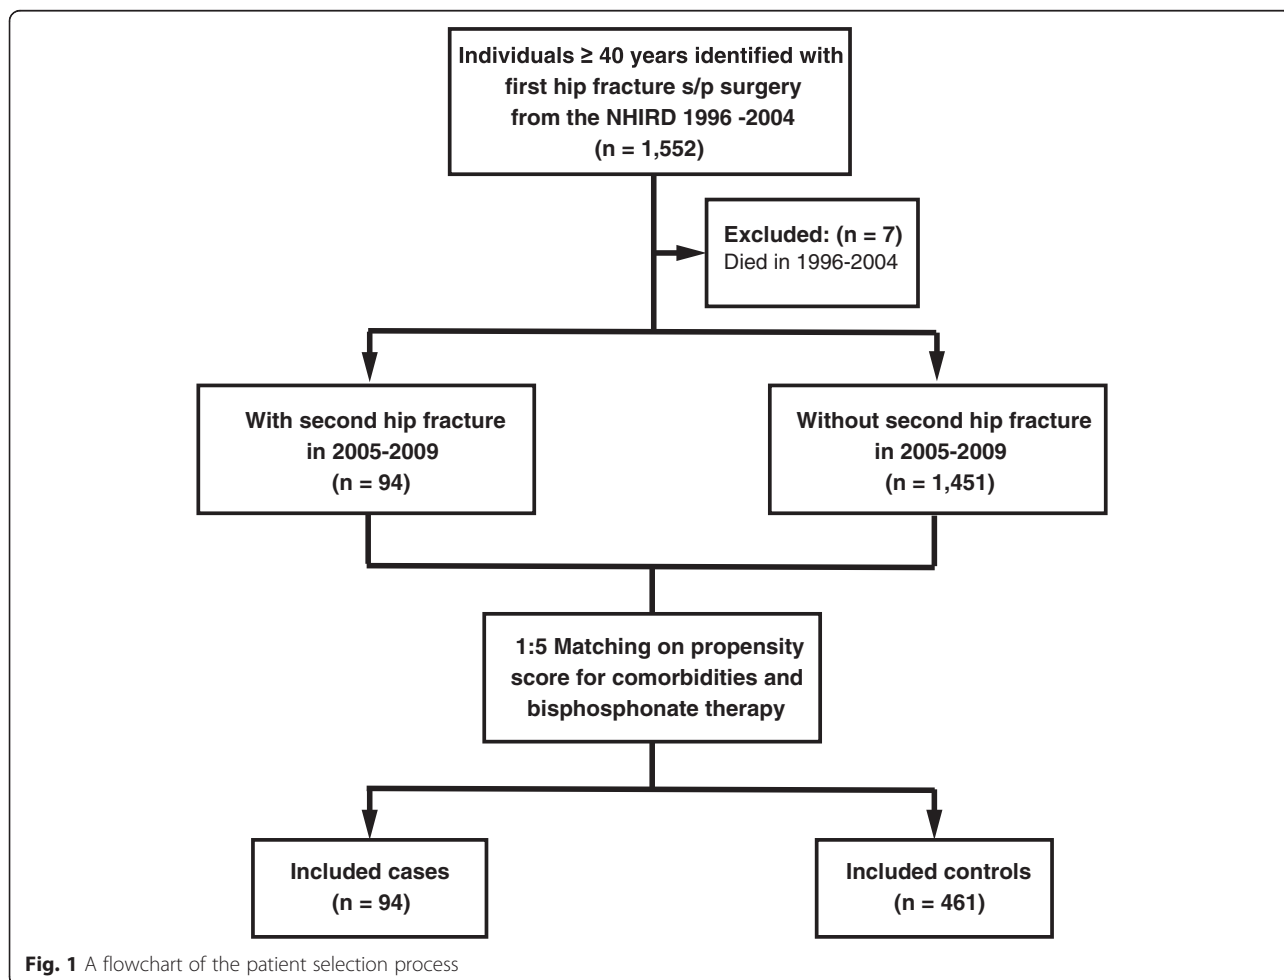 Individuals ≥ 40 years identified with
first hip fracture s/p surgery
from the NHIRD 1996 -2004
(n = 1,552)
Excluded: (n = 7)
Died in 1996-2004
With second hip fracture
in 2005-2009
(n = 94)
Without second hip fracture
in 2005-2009
(n = 1,451)
1:5 Matching on propensity
score for comorbidities and
bisphosphonate therapy
Included cases
(n = 94)
Included controls
(n = 461)
Fig. 1 A flowchart of the patient selection process